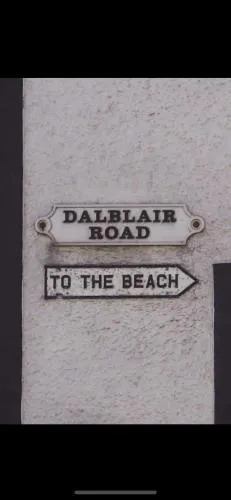 DALBLAIR
ROAD
TO THE BEACH